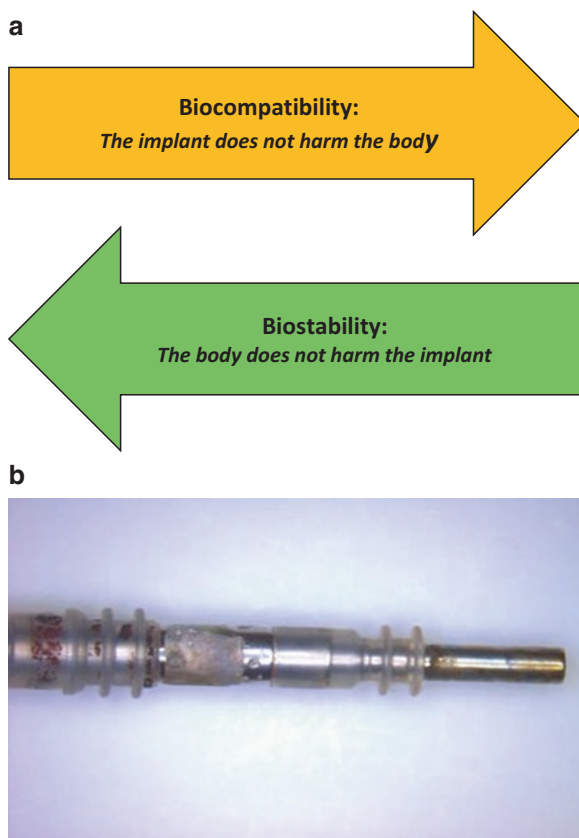 a
Biocompatibility:
The implant does not harm the body
Biostability:
The body does not harm the implant
b